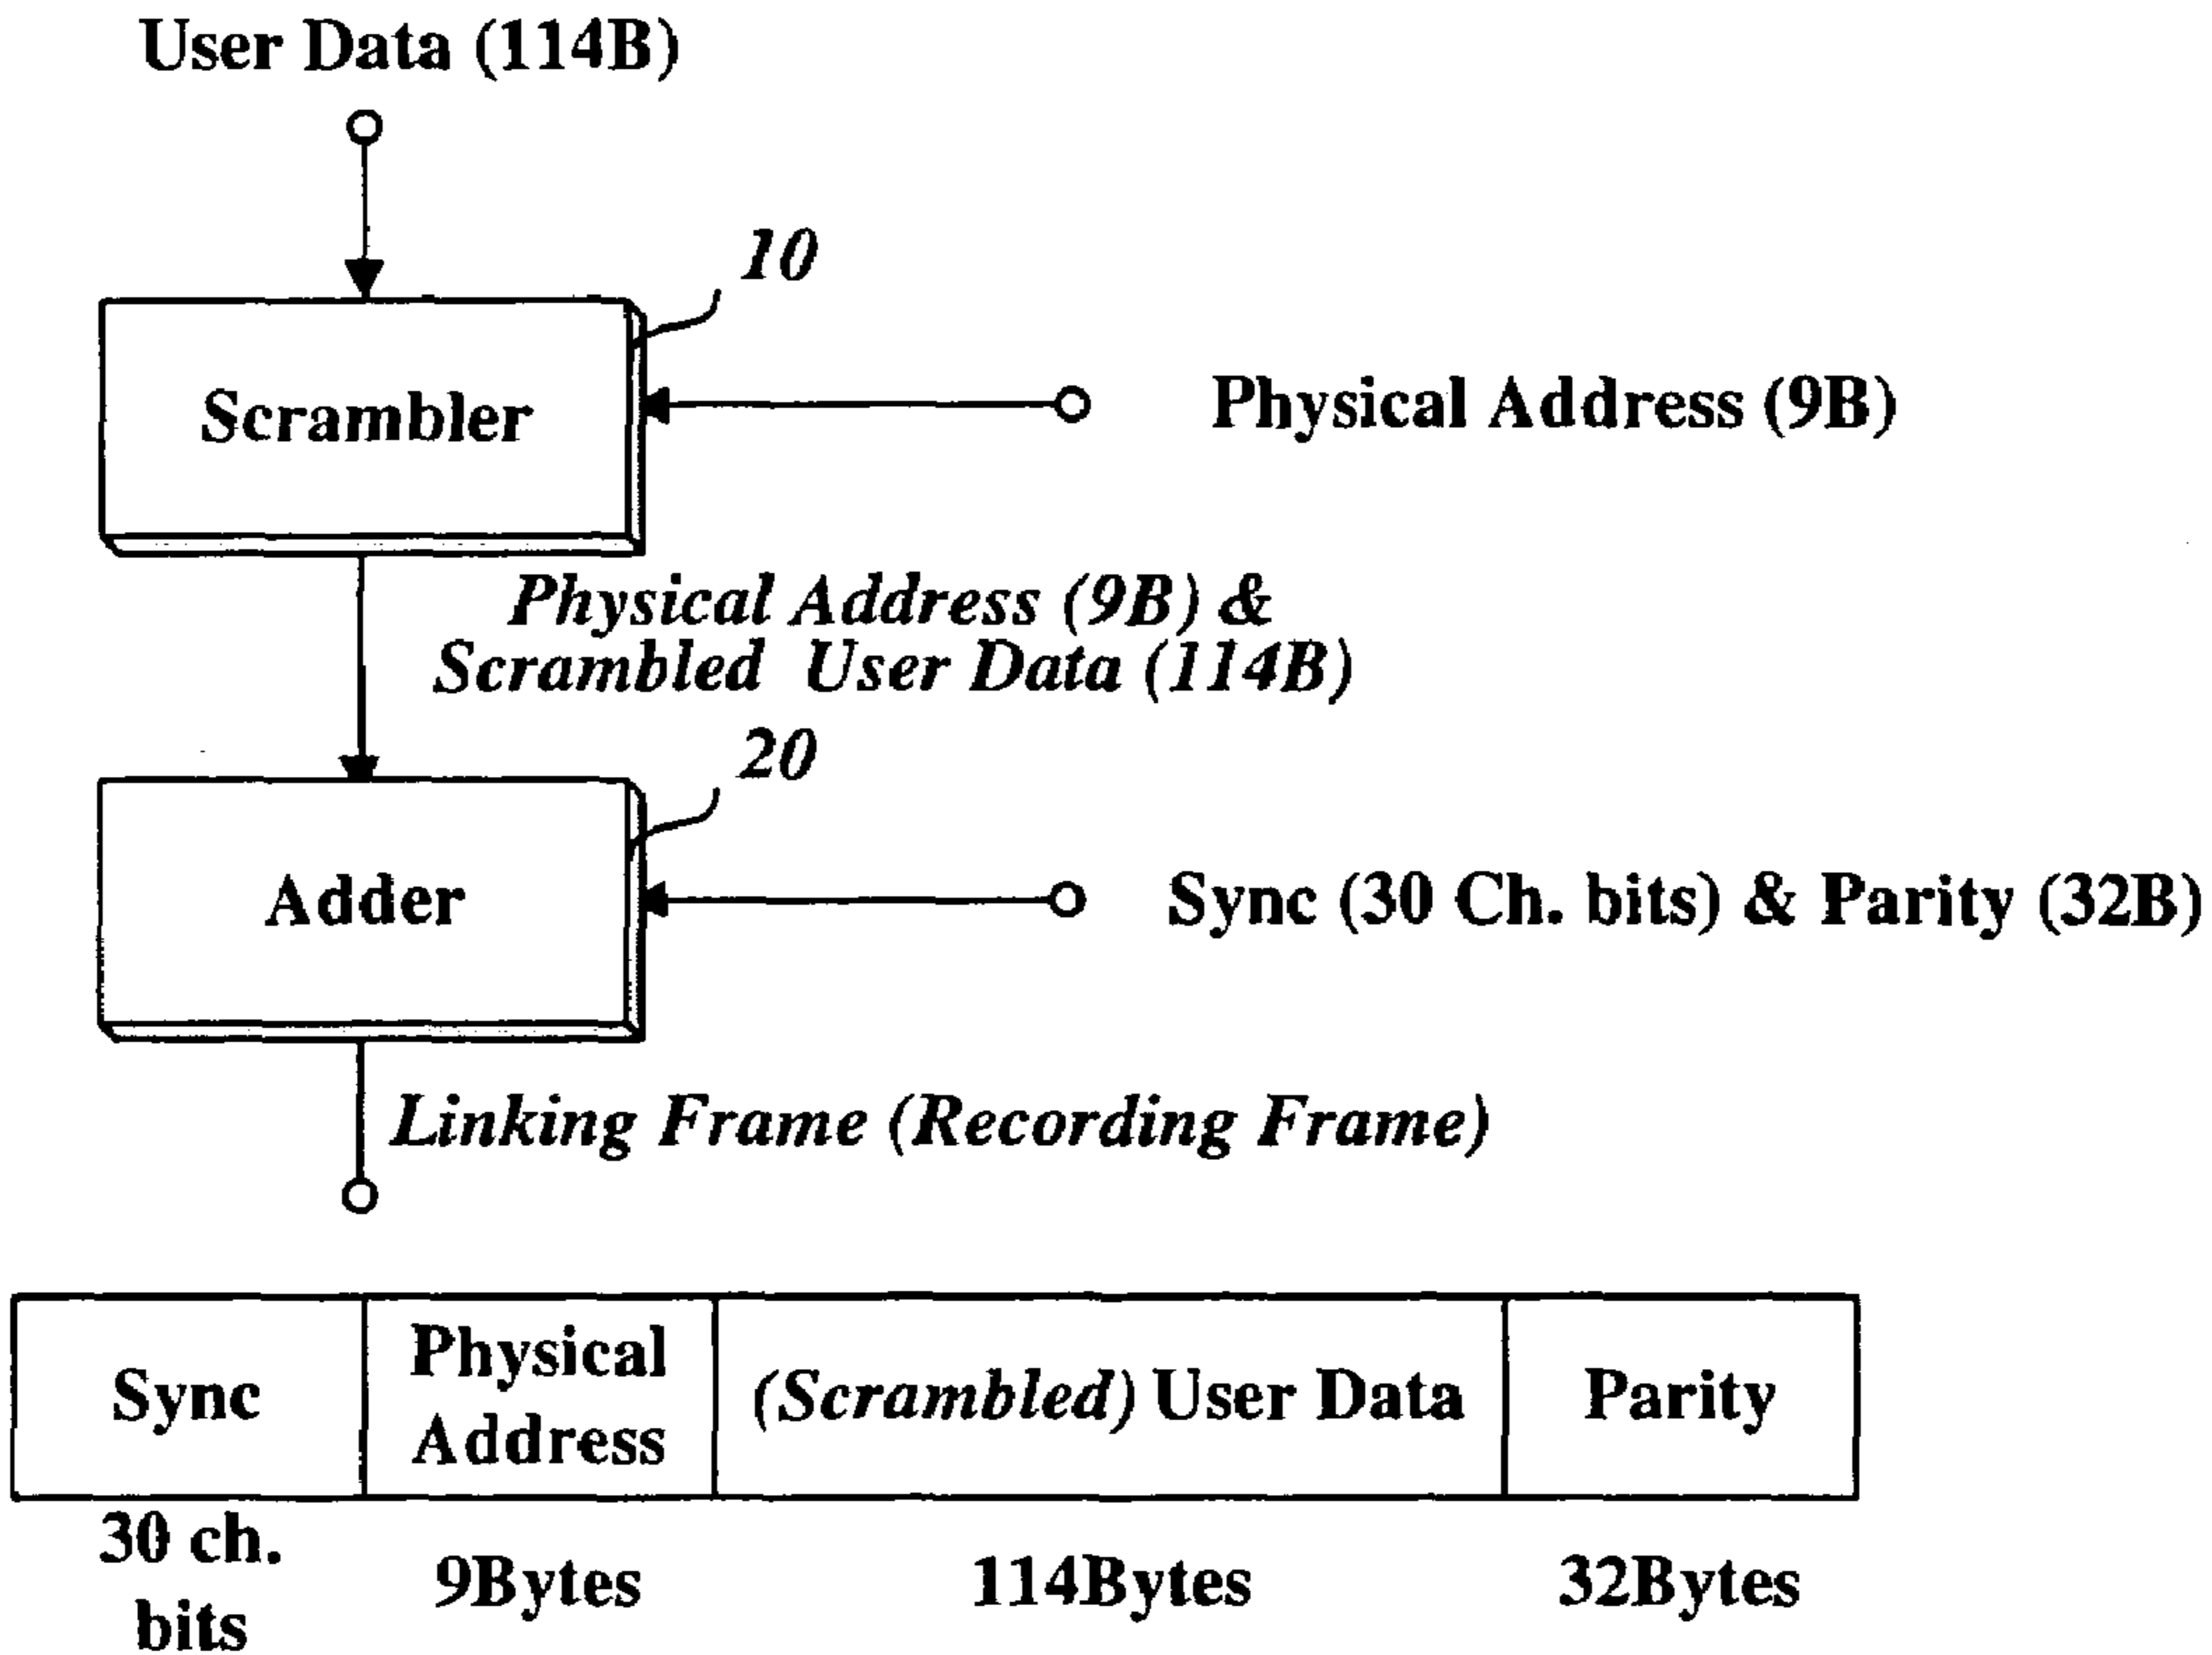 User Data (114B)
10
Scrambler
Physical Address (9B)
Physical Address (9B) &
Scrambled User Data (114B)
20
Adder
Sync (30 Ch. bits) & Parity (32B)
Linking Frame (Recording Frame)
Sync
Physical
Address
(Scrambled) User Data
Parity
30 ch.
bits
9Bytes
114Bytes
32Bytes